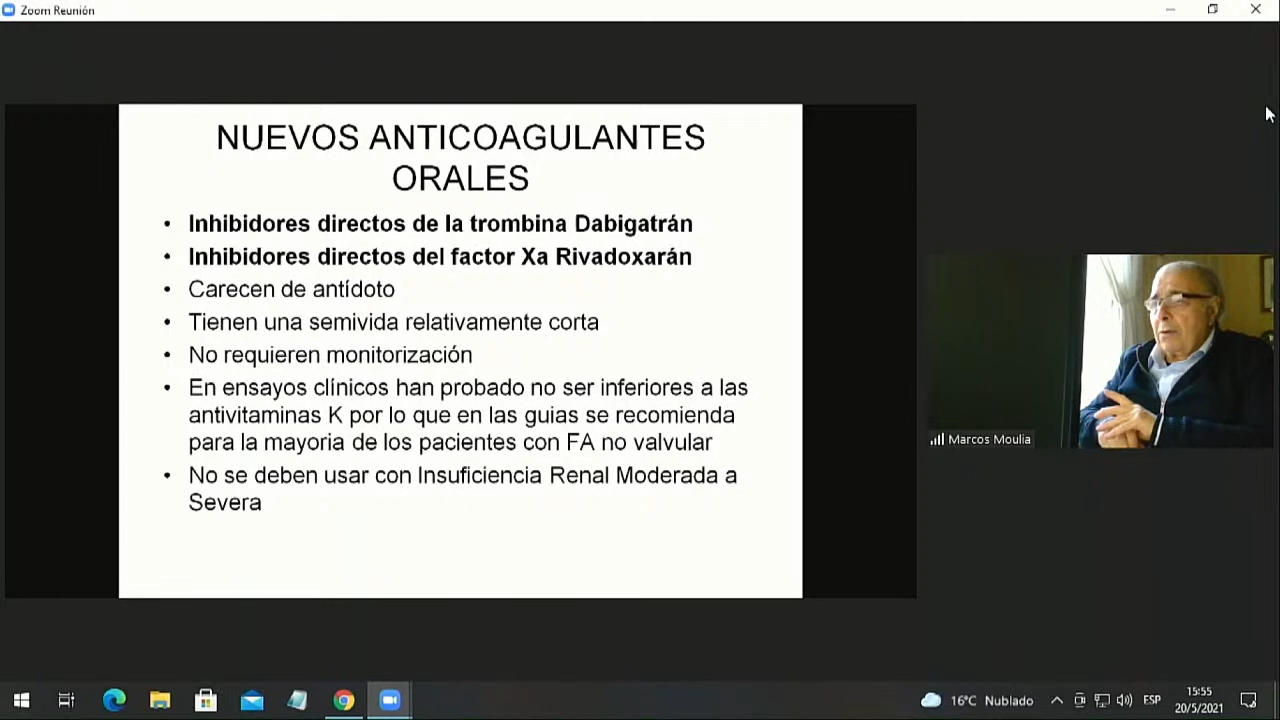 Zoom Reunión
NUEVOS ANTICOAGULANTES
ORALES
• Inhibidores directos de la trombina Dabigatrán
• Inhibidores directos del factor Xa Rivadoxarán
• Carecen de antídoto
• Tienen una semivida relativamente corta
• No requieren monitorización
• En ensayos clínicos han probado no ser inferiores a las
antivitaminas K por lo que en las guias se recomienda
para la mayoria de los pacientes con FA no valvular
• No se deben usar con Insuficiencia Renal Moderada a
Severa
Marcos Moulia
16°C Nublado
ESP
15:55
20/5/2021